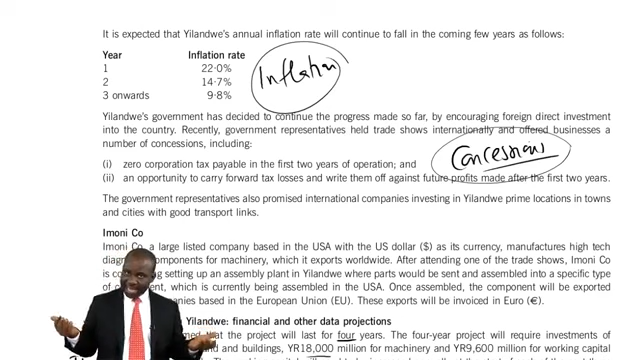 It is expected that Yilandwe's annual inflation rate will continue to fall in the coming few years as follows:
Year Inflation rate
1 22·0%
2 14·7%
3 onwards 9·8%
Inflation
Yilandwe's government has decided to continue the progress made so far, by encouraging foreign direct investment
into the country. Recently, government representatives held trade shows internationally and offered businesses a
number of concessions, including:
Concessions
(i) zero corporation tax payable in the first two years of operation; and
(ii) an opportunity to carry forward tax losses and write them off against future profits made after the first two years.
The government representatives also promised international companies investing in Yilandwe prime locations in towns
and cities with good transport links.
Imoni Co
Imoni Co, a large listed company based in the USA with the US dollar ($) as its currency, manufactures high tech
diagnostic components for machinery, which it exports worldwide. After attending one of the trade shows, Imoni Co
is setting up an assembly plant in Yilandwe where parts would be sent and assembled into a specific type
of which is currently being assembled in the USA. Once assembled, the component will be exported
based in the European Union (EU). These exports will be invoiced in Euro (€).
Yilandwe: financial and other data projections
that the project will last for four years. The four-year project will require investments of
and buildings, YR18,000 million for machinery and YR9,600 million for working capital